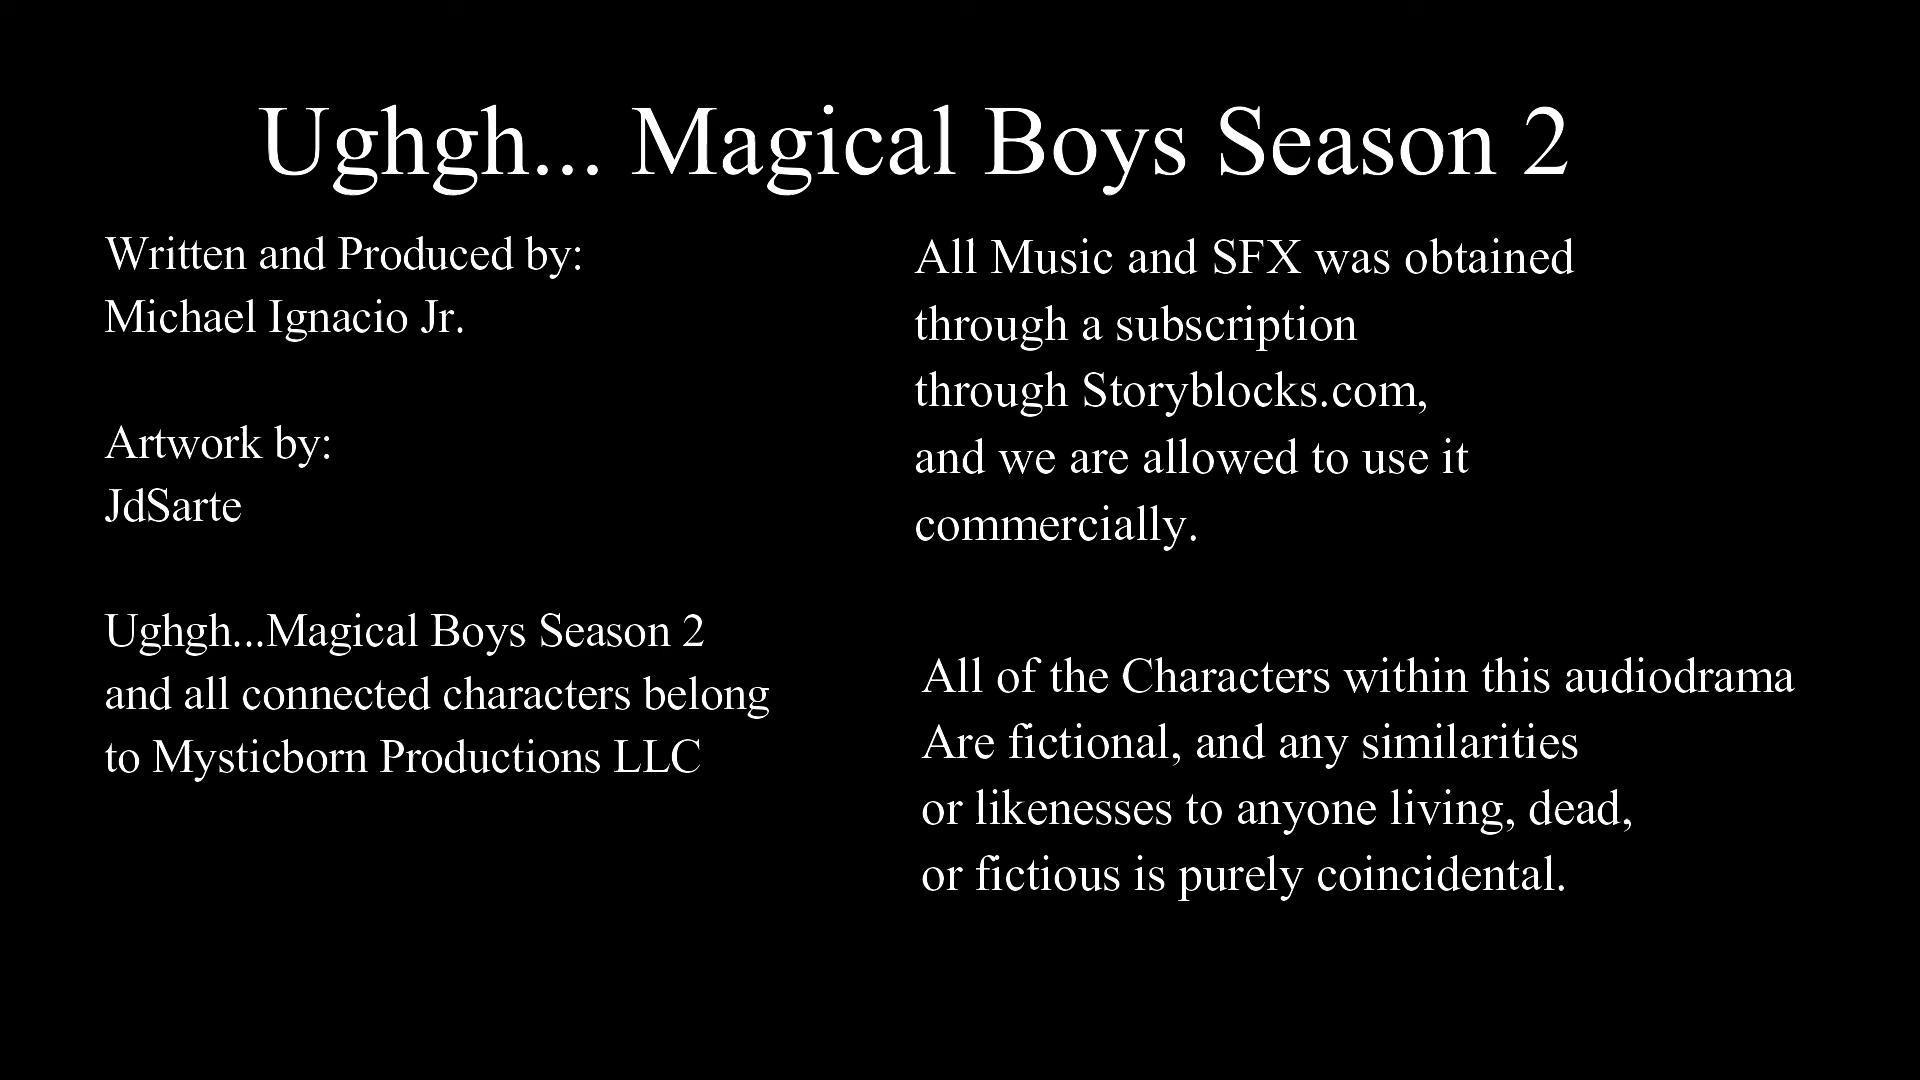 Ughgh... Magical Boys Season 2
Written and Produced by:
Michael Ignacio Jr.
Artwork by:
JdSarte
Ughgh...Magical Boys Season 2
and all connected characters belong
to Mysticborn Productions LLC
All Music and SFX was obtained
through a subscription
through Storyblocks.com,
and we are allowed to use it
commercially.
All of the Characters within this audiodrama
Are fictional, and any similarities
or likenesses to anyone living, dead,
or fictious is purely coincidental.